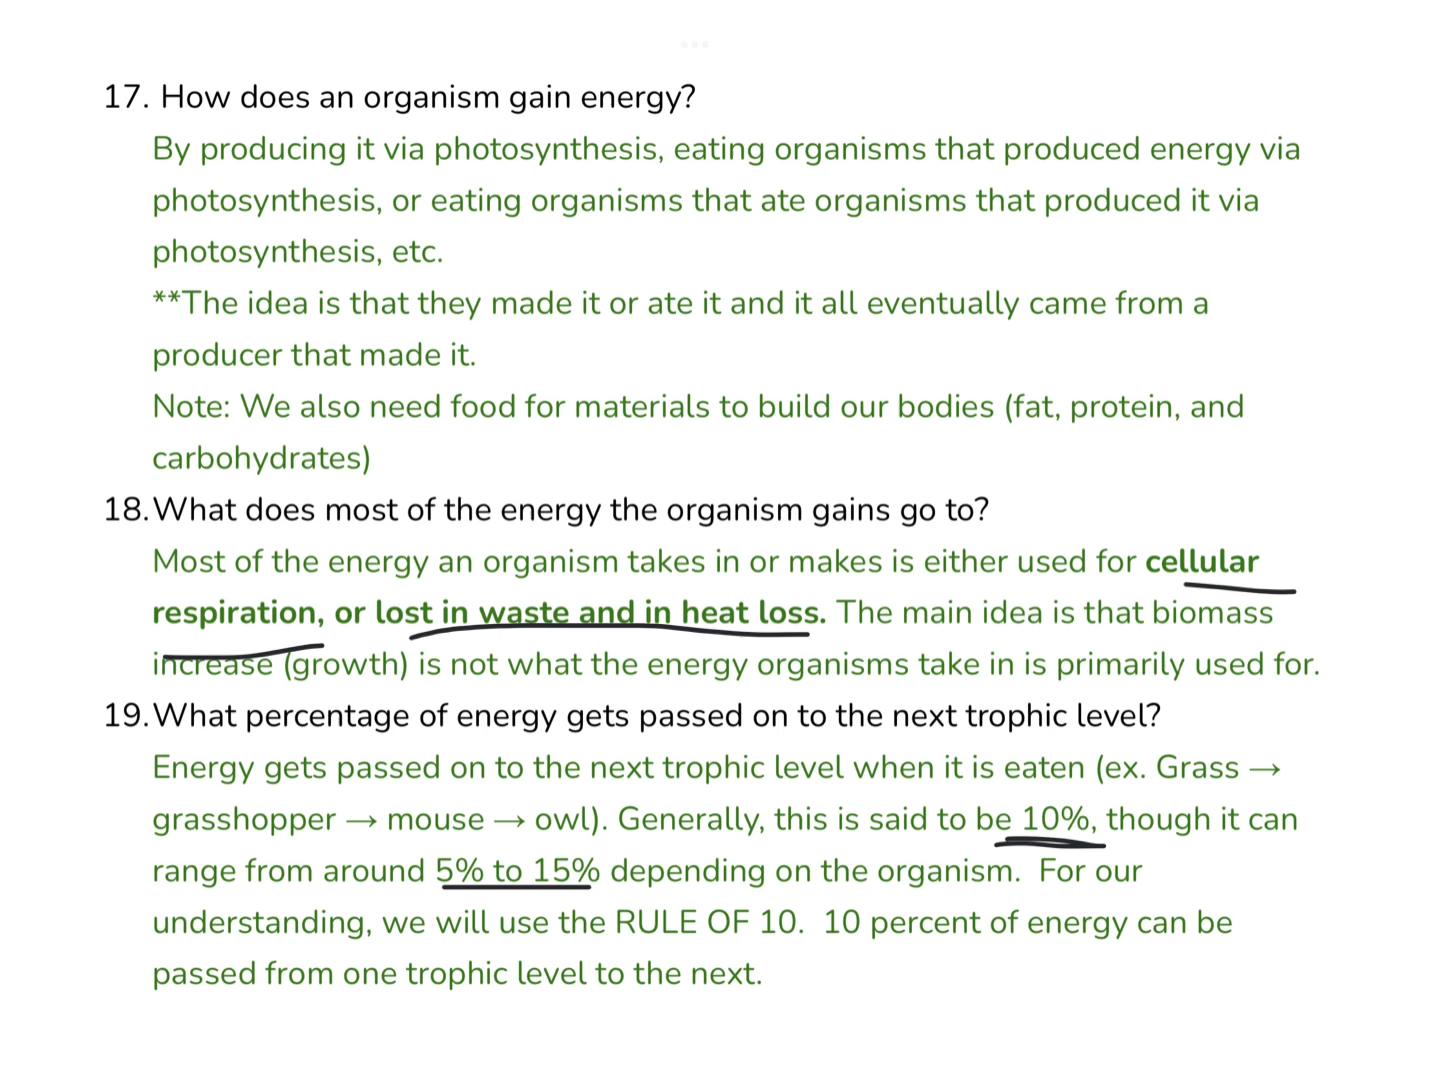 17. How does an organism gain energy?
By producing it via photosynthesis, eating organisms that produced energy via
photosynthesis, or eating organisms that ate organisms that produced it via
photosynthesis, etc.
**The idea is that they made it or ate it and it all eventually came from a
producer that made it.
Note: We also need food for materials to build our bodies (fat, protein, and
carbohydrates)
18. What does most of the energy the organism gains go to?
Most of the energy an organism takes in or makes is either used for cellular
respiration, or lost in waste and in heat loss. The main idea is that biomass
increase (growth) is not what the energy organisms take in is primarily used for.
19. What percentage of energy gets passed on to the next trophic level?
Energy gets passed on to the next trophic level when it is eaten (ex. Grass →
grasshopper → mouse → owl). Generally, this is said to be 10%, though it can
range from around 5% to 15% depending on the organism. For our
understanding, we will use the RULE OF 10. 10 percent of energy can be
passed from one trophic level to the next.